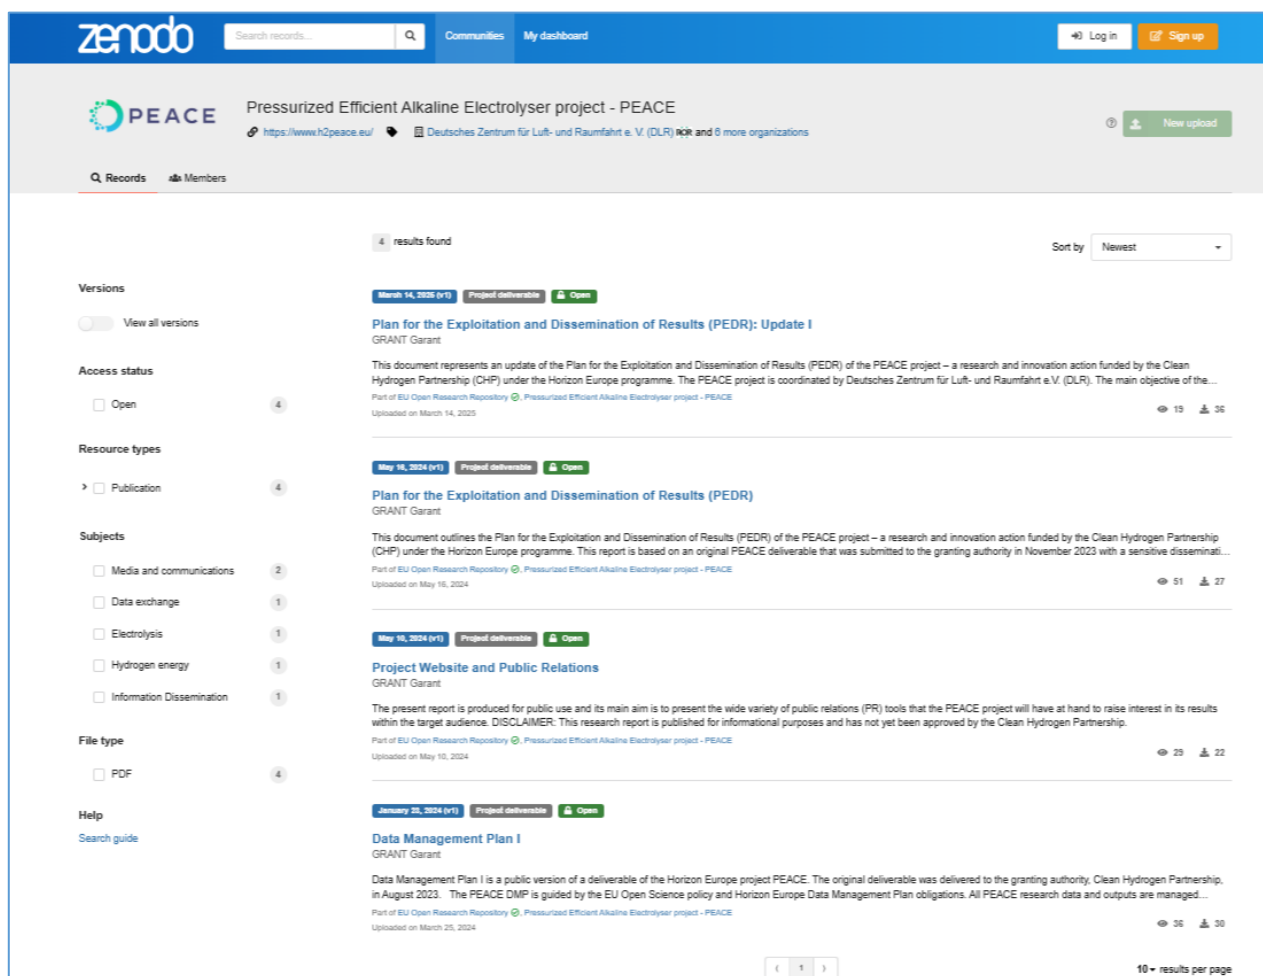 zenodo Search records... Communities My dashboard Log in Sign up
PEACE Pressurized Efficient Alkaline Electrolyser project - PEACE
https://www.h2peace.eu/ Deutsches Zentrum für Luft- und Raumfahrt e. V. (DLR) ROR and 6 more organizations
New upload
Records Members
4 results found
Sort by Newest
Versions
View all versions
Access status
Open 4
Resource types
Publication 4
Subjects
Media and communications 2
Data exchange 1
Electrolysis 1
Hydrogen energy 1
Information Dissemination 1
File type
PDF 4
Help
Search guide
March 14, 2025 (v1) Project deliverable Open
Plan for the Exploitation and Dissemination of Results (PEDR): Update I
GRANT Garant
This document represents an update of the Plan for the Exploitation and Dissemination of Results (PEDR) of the PEACE project – a research and innovation action funded by the Clean
Hydrogen Partnership (CHP) under the Horizon Europe programme. The PEACE project is coordinated by Deutsches Zentrum für Luft- und Raumfahrt e.V. (DLR). The main objective of the...
Part of EU Open Research Repository, Pressurized Efficient Alkaline Electrolyser project - PEACE
Uploaded on March 14, 2025
19 36
May 16, 2024 (v1) Project deliverable Open
Plan for the Exploitation and Dissemination of Results (PEDR)
GRANT Garant
This document outlines the Plan for the Exploitation and Dissemination of Results (PEDR) of the PEACE project – a research and innovation action funded by the Clean Hydrogen Partnership
(CHP) under the Horizon Europe programme. This report is based on an original PEACE deliverable that was submitted to the granting authority in November 2023 with a sensitive disseminati...
Part of EU Open Research Repository, Pressurized Efficient Alkaline Electrolyser project - PEACE
Uploaded on May 16, 2024
51 27
May 10, 2024 (v1) Project deliverable Open
Project Website and Public Relations
GRANT Garant
The present report is produced for public use and its main aim is to present the wide variety of public relations (PR) tools that the PEACE project will have at hand to raise interest in its results
within the target audience. DISCLAIMER: This research report is published for informational purposes and has not yet been approved by the Clean Hydrogen Partnership.
Part of EU Open Research Repository, Pressurized Efficient Alkaline Electrolyser project - PEACE
Uploaded on May 10, 2024
29 22
January 23, 2024 (v1) Project deliverable Open
Data Management Plan I
GRANT Garant
Data Management Plan I is a public version of a deliverable of the Horizon Europe project PEACE. The original deliverable was delivered to the granting authority, Clean Hydrogen Partnership,
in August 2023. The PEACE DMP is guided by the EU Open Science policy and Horizon Europe Data Management Plan obligations. All PEACE research data and outputs are managed...
Part of EU Open Research Repository, Pressurized Efficient Alkaline Electrolyser project - PEACE
Uploaded on March 25, 2024
36 30
1
10 results per page